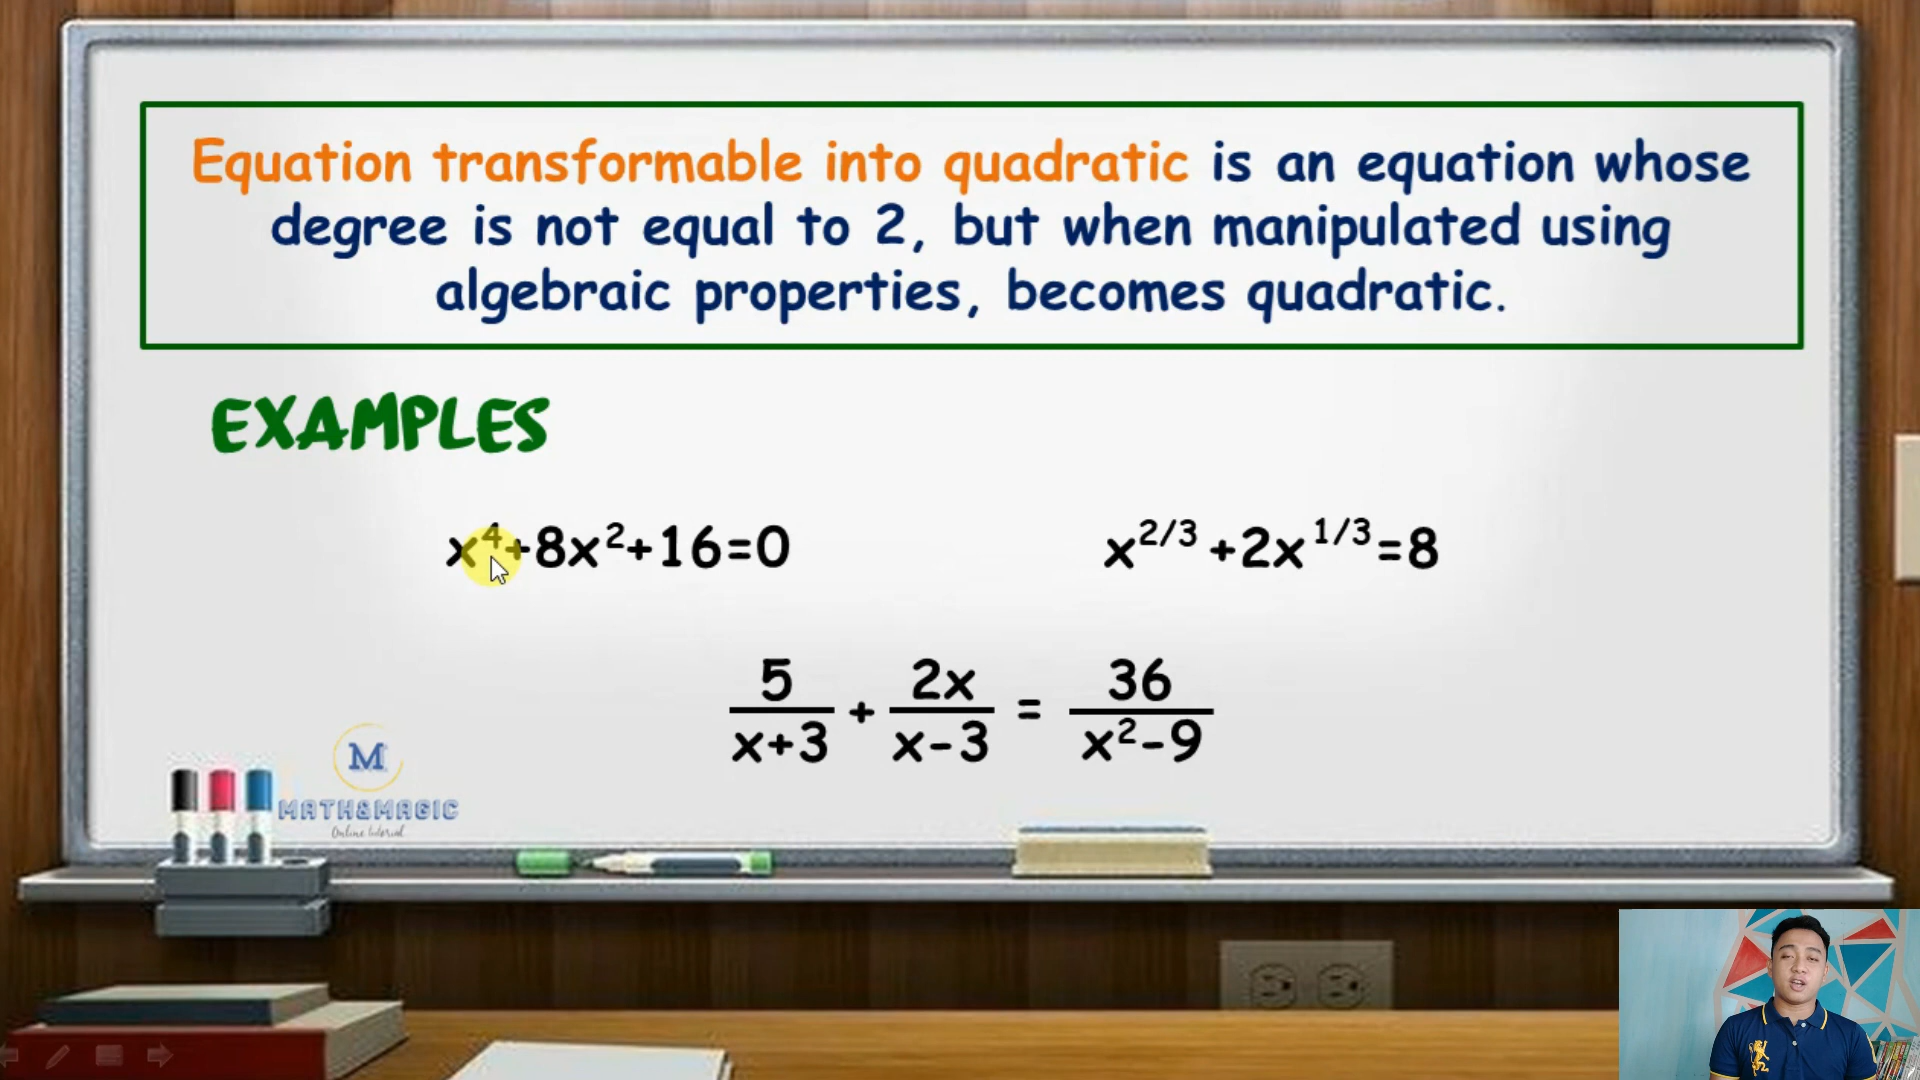 Equation transformable into quadratic is an equation whose
degree is not equal to 2, but when manipulated using
algebraic properties, becomes quadratic.
EXAMPLES
x⁴+8x²+16=0
x^2/3 +2x^1/3=8
5/x+3 + 2x/x-3 = 36/x²-9
M
MATH&MAGIC
Online tutorial